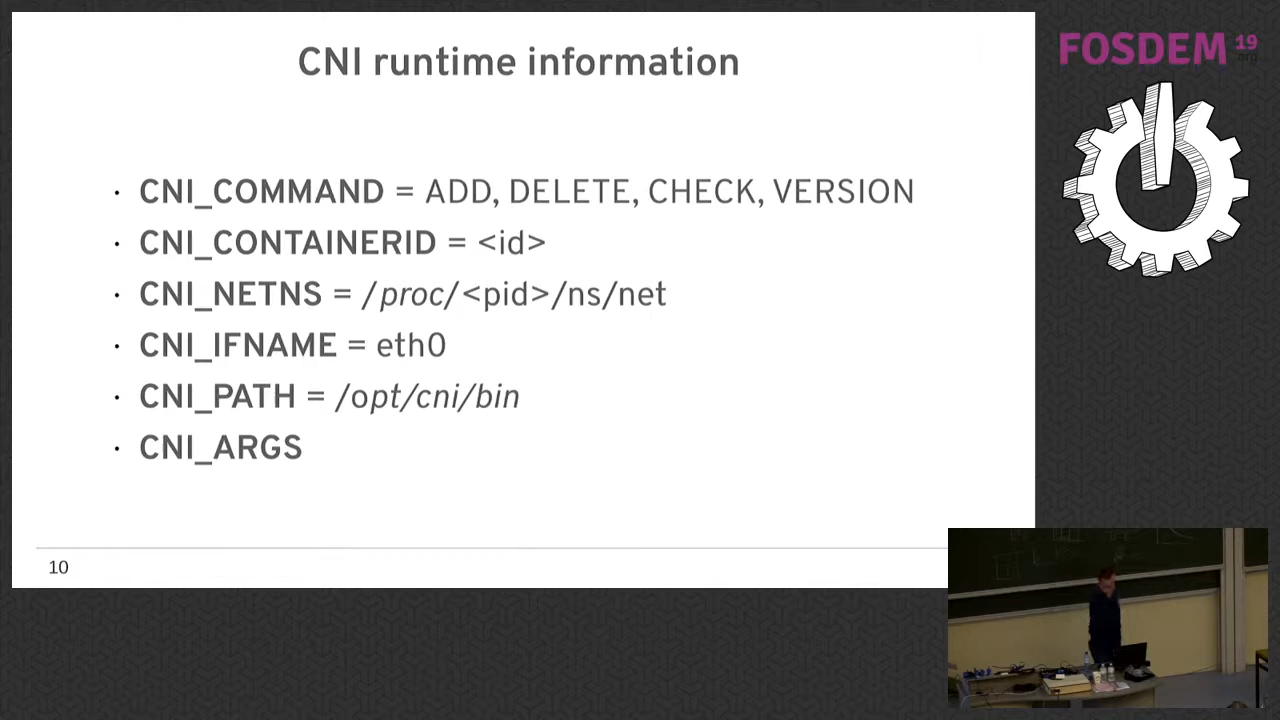 CNI runtime information
FOSDEM 19
.org
· CNI_COMMAND = ADD, DELETE, CHECK, VERSION
· CNI_CONTAINERID = <id>
· CNI_NETNS = /proc/<pid>/ns/net
· CNI_IFNAME = eth0
· CNI_PATH = /opt/cni/bin
· CNI_ARGS
10